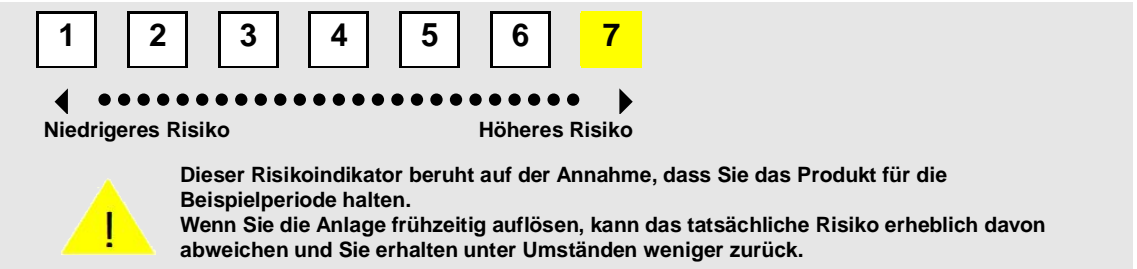 1 2 3 4 5 6 7
Niedrigeres Risiko Höheres Risiko
! Dieser Risikoindikator beruht auf der Annahme, dass Sie das Produkt für die
Beispielperiode halten.
Wenn Sie die Anlage frühzeitig auflösen, kann das tatsächliche Risiko erheblich davon
abweichen und Sie erhalten unter Umständen weniger zurück.